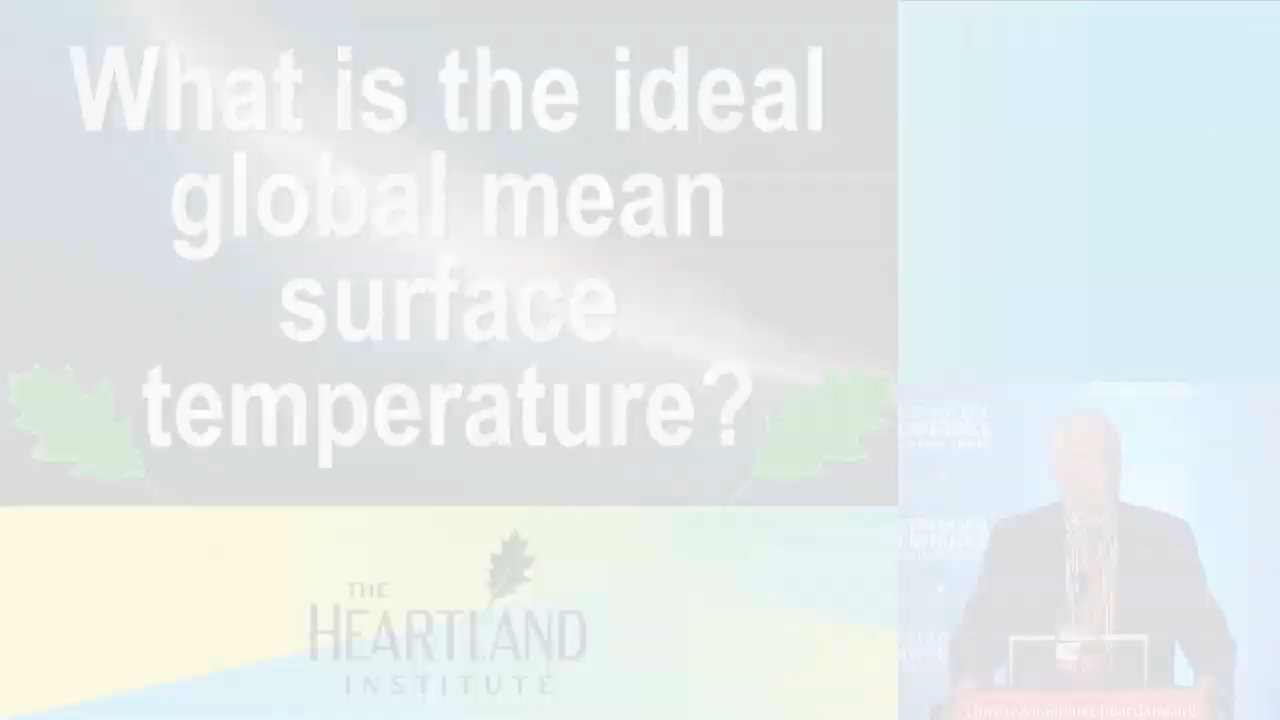 What is the ideal
global mean
surface
temperature?
THE
HEARTLAND
INSTITUTE